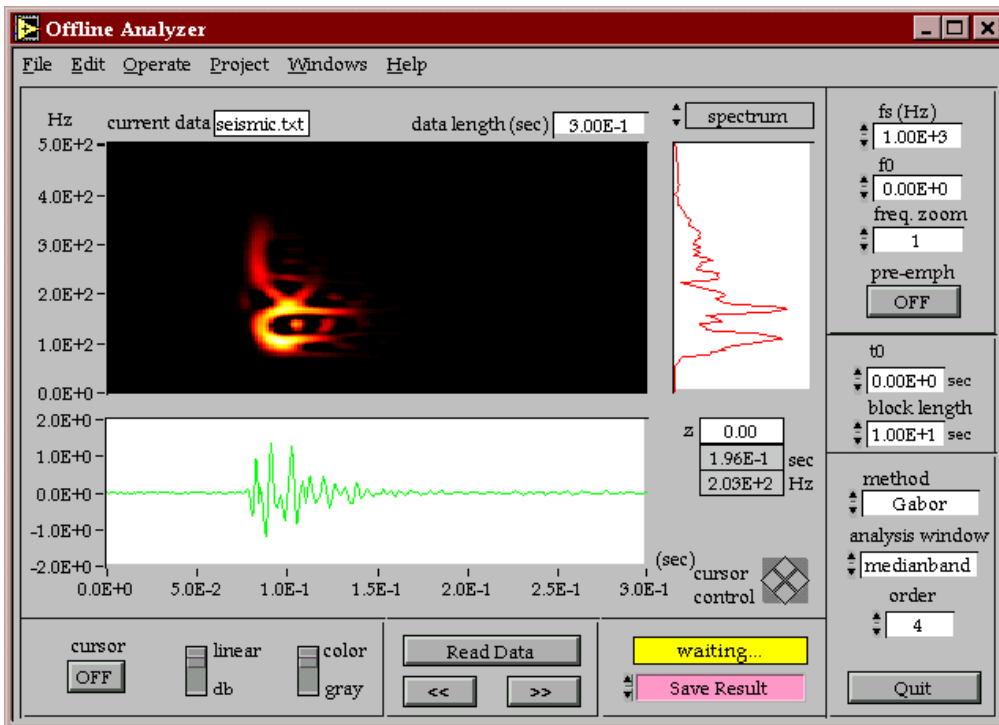 Offline Analyzer
File Edit Operate Project Windows Help
Hz current data seismic.txt data length (sec) 3.00E-1
5.0E+2
4.0E+2
3.0E+2
2.0E+2
1.0E+2
0.0E+0
spectrum
fs (Hz)
1.00E+3
f0
0.00E+0
freq. zoom
1
pre-emph
OFF
2.0E+0
1.0E+0
0.0E+0
-1.0E+0
-2.0E+0
0.0E+0 5.0E-2 1.0E-1 1.5E-1 2.0E-1 2.5E-1 3.0E-1
(sec)
z 0.00
1.96E-1 sec
2.03E+2 Hz
cursor
control
t0
0.00E+0 sec
block length
1.00E+1 sec
method
Gabor
analysis window
medianband
order
4
cursor
OFF
linear
db
color
gray
Read Data
<< >>
waiting...
Save Result
Quit